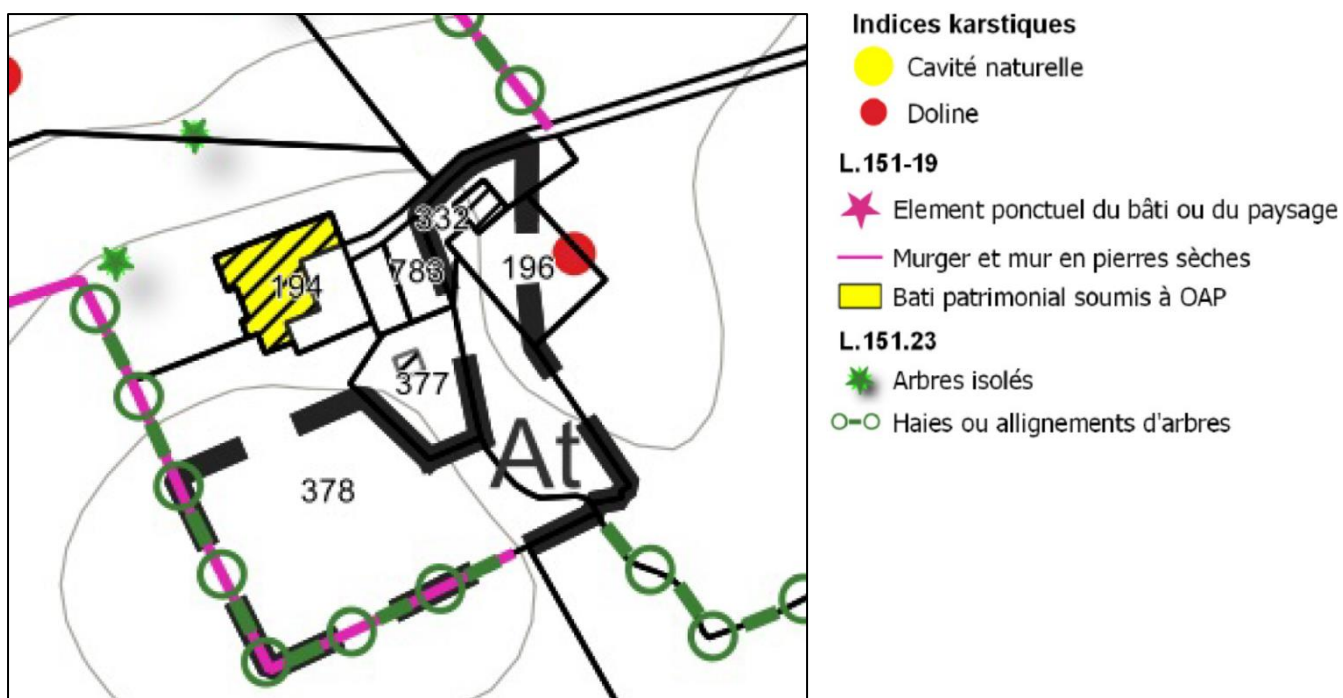 332
194
783
196
377
At
378
Indices karstiques
Cavité naturelle
Doline
L.151-19
Element ponctuel du bâti ou du paysage
Murger et mur en pierres sèches
Bati patrimonial soumis à OAP
L.151.23
Arbres isolés
Haies ou allignements d'arbres